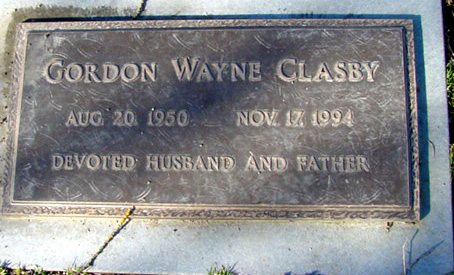 GORDON WAYNE CLASBY
AUG. 20 1950 NOV. 17 1994
DEVOTED HUSBAND AND FATHER